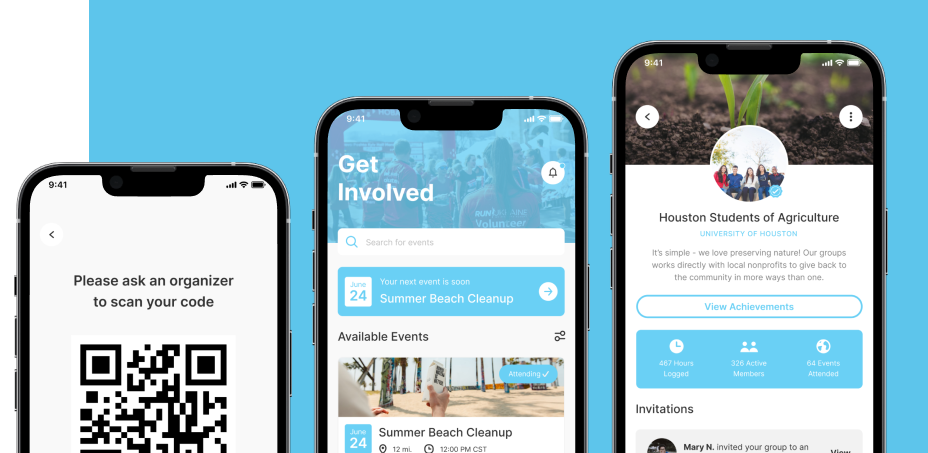 9:41
Please ask an organizer
to scan your code
9:41
Get
Involved
RUN4UKRAINE
Volunteer
Search for events
June
24
Your next event is soon
Summer Beach Cleanup
Available Events
Attending
June
24
Summer Beach Cleanup
12 mi.
12:00 PM CST
9:41
Houston Students of Agriculture
UNIVERSITY OF HOUSTON
It's simple - we love preserving nature! Our groups
works directly with local nonprofits to give back to
the community in more ways than one.
View Achievements
467 Hours
Logged
326 Active
Members
64 Events
Attended
Invitations
Mary N. invited your group to an
View